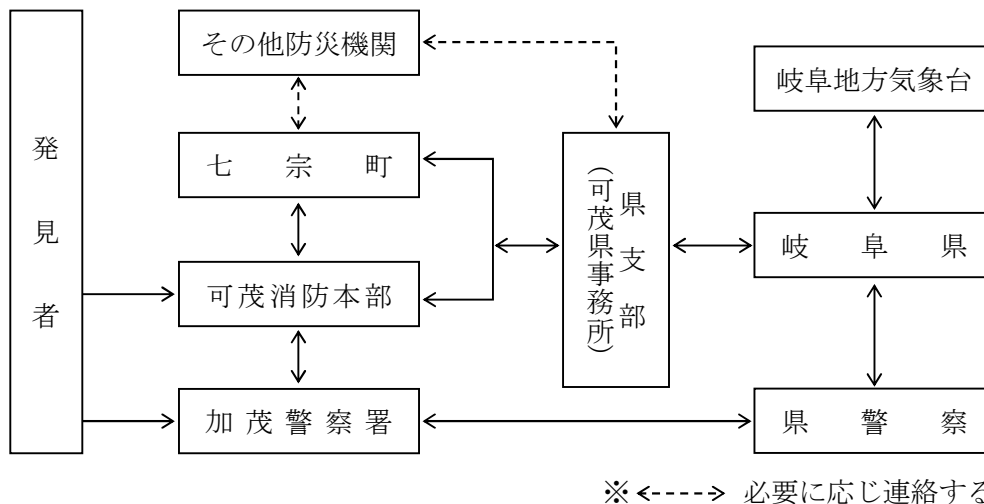 発見者
その他防災機関
七宗町
可茂消防本部
加茂警察署
県支部
(可茂県事務所)
岐阜地方気象台
岐阜県
県警察
※<---->必要に応じ連絡する